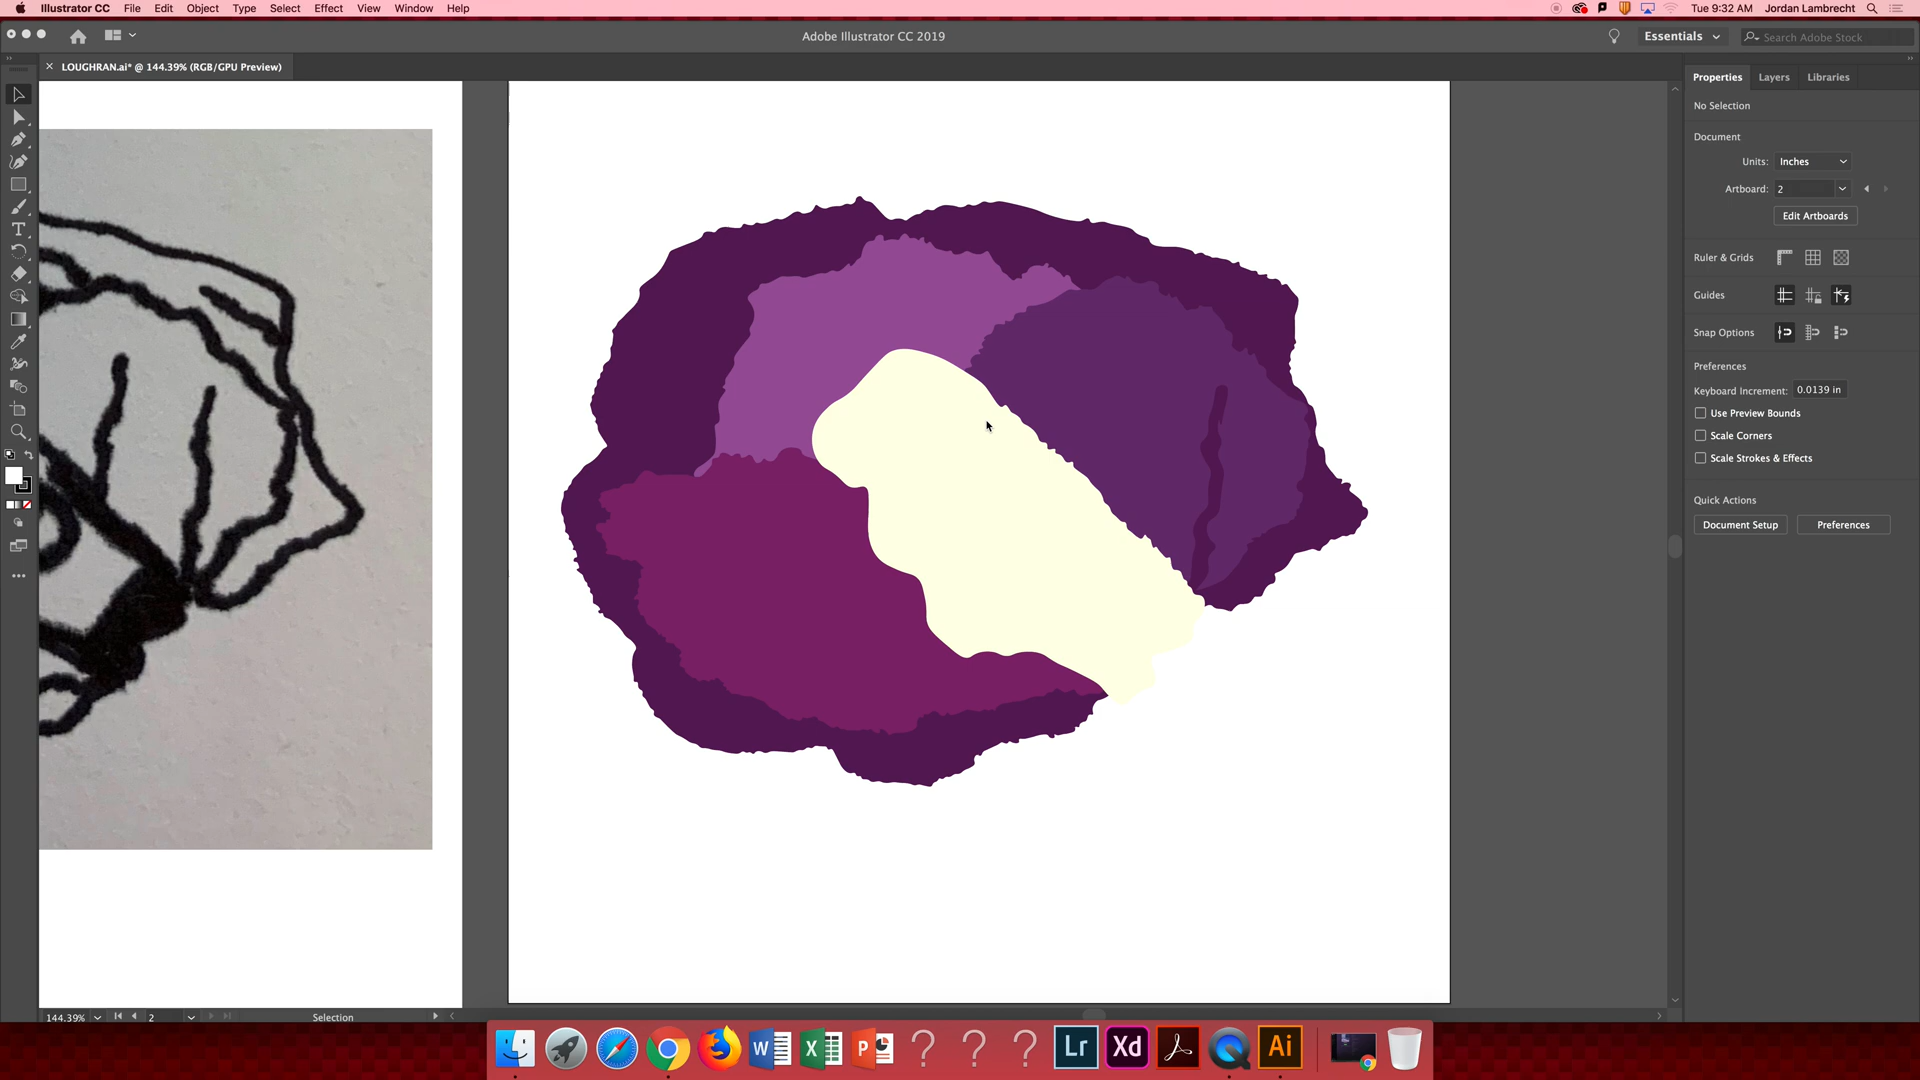 Illustrator CC File Edit Object Type Select Effect View Window Help
Tue 9:32 AM Jordan Lambrecht
Adobe Illustrator CC 2019
Essentials
Search Adobe Stock
× LOUGHRAN.ai* @ 144.39% (RGB/GPU Preview)
Properties Layers Libraries
No Selection
Document
Units: Inches
Artboard: 2
Edit Artboards
Ruler & Grids
Guides
Snap Options
Preferences
Keyboard Increment: 0.0139 in
Use Preview Bounds
Scale Corners
Scale Strokes & Effects
Quick Actions
Document Setup Preferences
144.39% 2 Selection
W X P ? ? ? Lr Xd Ai